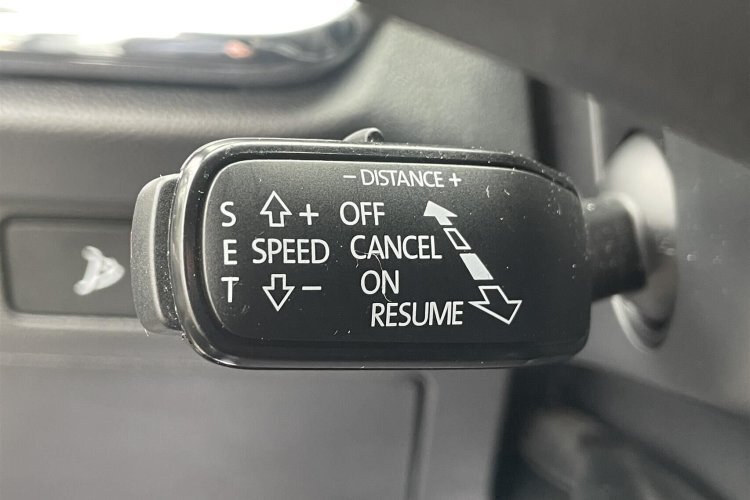 - DISTANCE +
S
E
T
+
SPEED
-
OFF
CANCEL
ON
RESUME